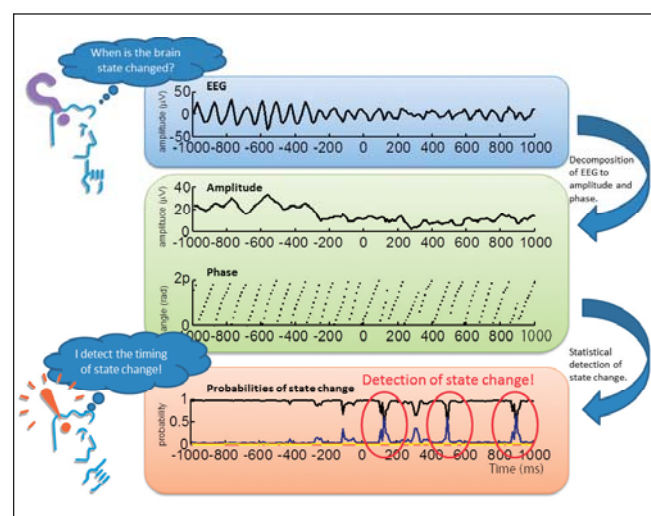 When is the brain
state changed?
EEG
amplitude (µV)
50
0
-50
-1000 -800 -600 -400 -200 0 200 400 600 800 1000
Decomposition
of EEG to
amplitude and
phase.
Amplitude
amplitude (µV)
40
20
0
-1000 -800 -600 -400 -200 0 200 400 600 800 1000
Phase
angle (rad)
2p
0
-1000 -800 -600 -400 -200 0 200 400 600 800 1000
Statistical
detection of
state change.
I detect the timing
of state change!
Probabilities of state change
Detection of state change!
probability
1
0.5
0
-1000 -800 -600 -400 -200 0 200 400 600 800 1000
Time (ms)